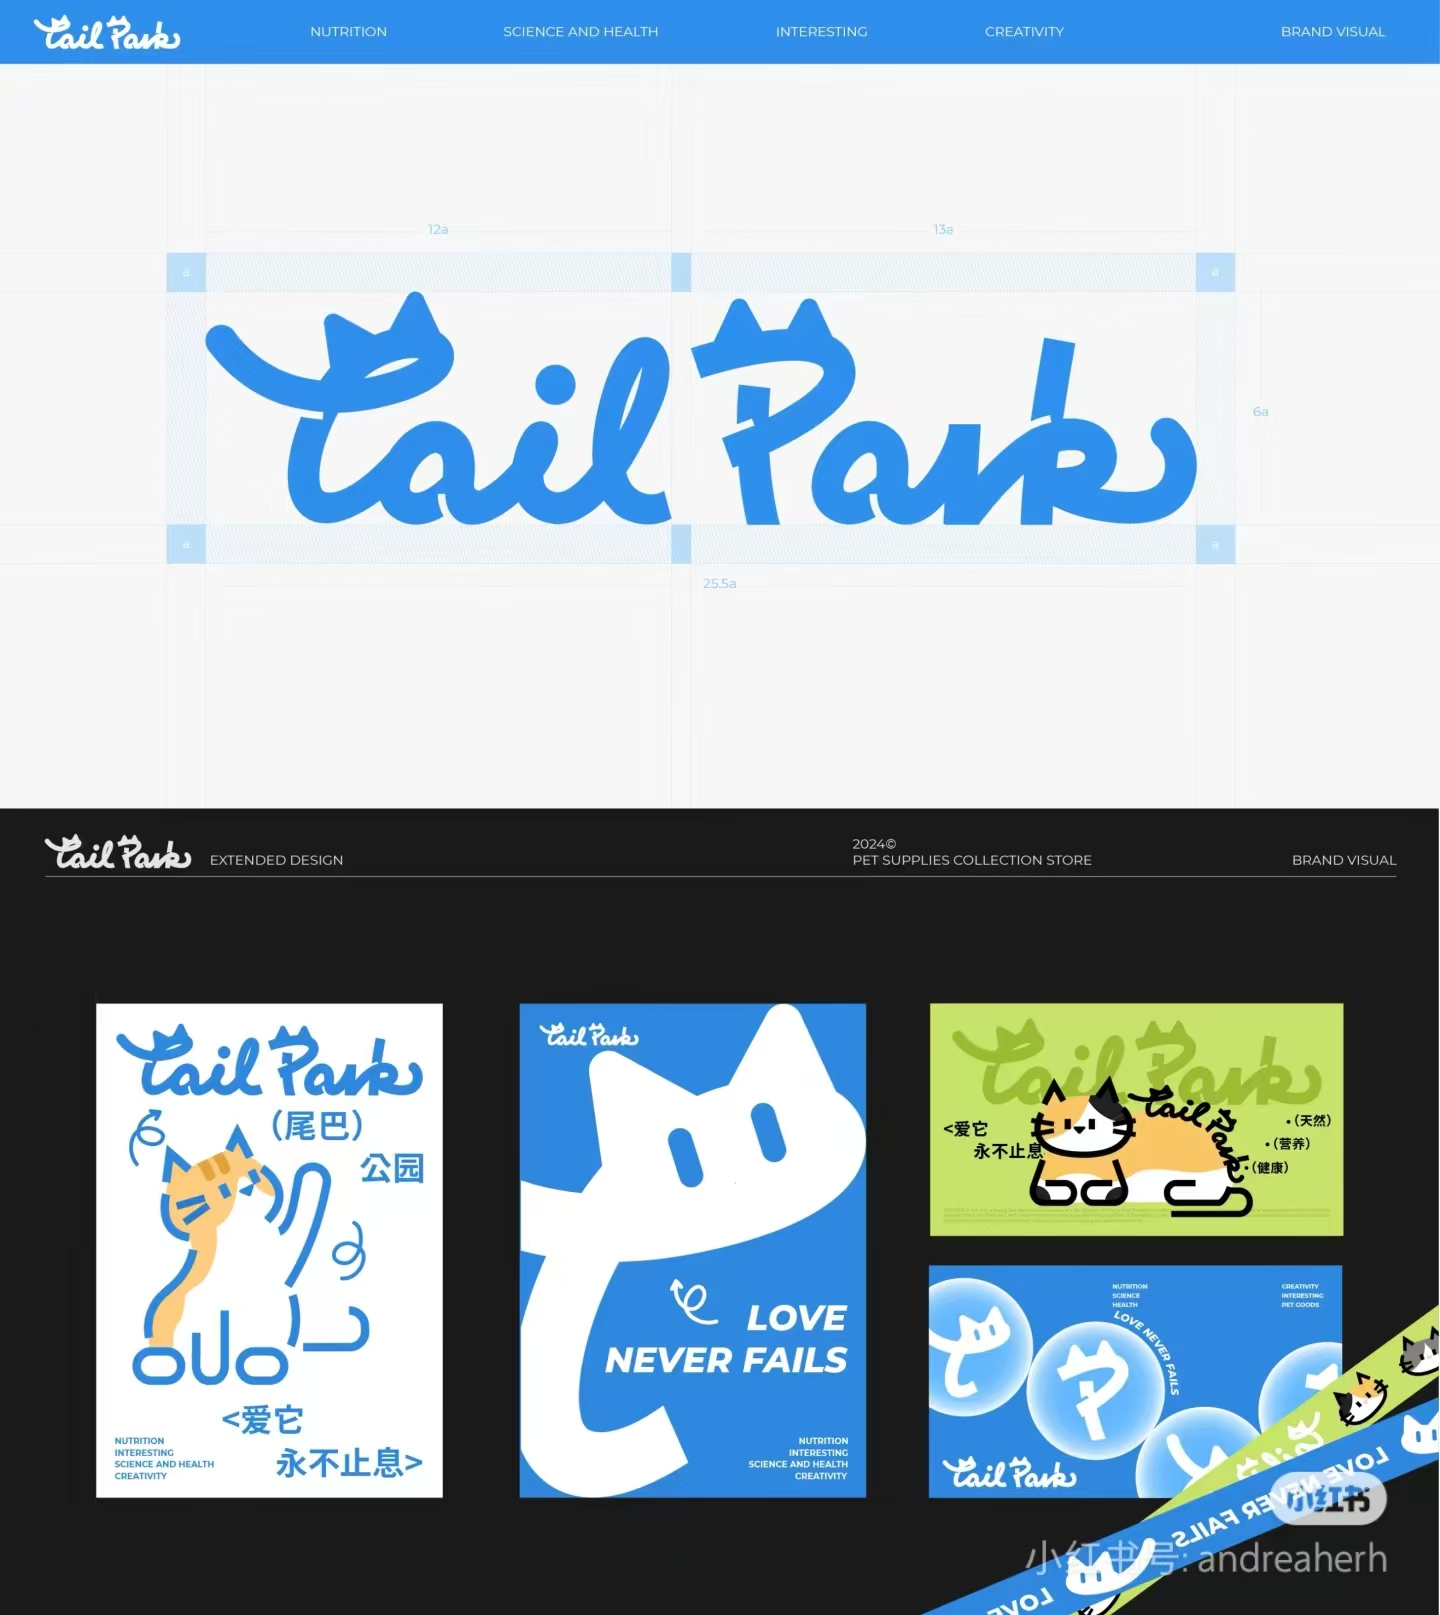 Tail Park
NUTRITION
SCIENCE AND HEALTH
INTERESTING
CREATIVITY
BRAND VISUAL
12a
13a
a
a
Tail Park
6a
a
a
25.5a
Tail Park
EXTENDED DESIGN
2024©
PET SUPPLIES COLLECTION STORE
BRAND VISUAL
Tail Park
(尾巴)
公园
<爱它
永不止息>
NUTRITION
INTERESTING
SCIENCE AND HEALTH
CREATIVITY
Tail Park
LOVE
NEVER FAILS
NUTRITION
INTERESTING
SCIENCE AND HEALTH
CREATIVITY
Tail Park
Tail Park
<爱它
永不止息
•(天然)
•(营养)
•(健康)
NUTRITION
SCIENCE
HEALTH
CREATIVITY
INTERESTING
PET GOODS
LOVE NEVER FAILS
P
Tail Park
LOVE NEVER FAILS
LOVE
小红书
小红书号: andreaherh